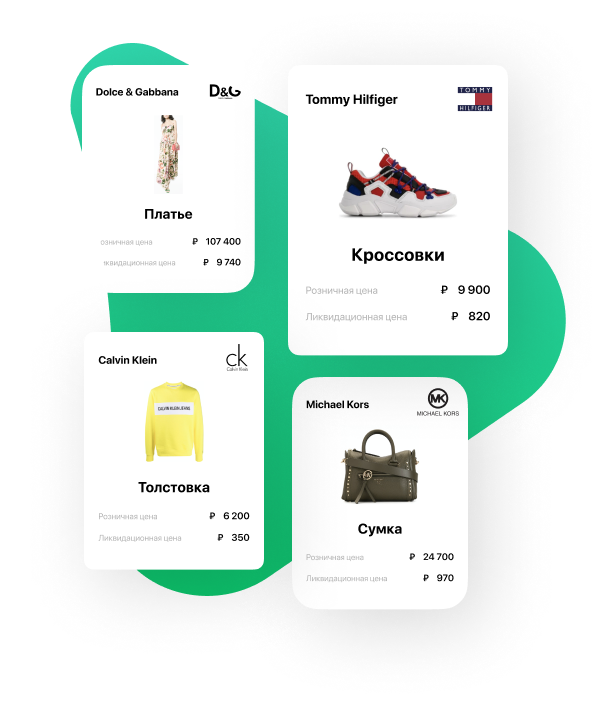 Dolce & Gabbana
D&G
Платье
озничная цена ₽ 107 400
иквидационная цена ₽ 9 740
Tommy Hilfiger
TOMMY
HILFIGER
Кроссовки
Розничная цена ₽ 9 900
Ликвидационная цена ₽ 820
Calvin Klein
ck
Calvin Klein
CALVIN KLEIN JEANS
Толстовка
Розничная цена ₽ 6 200
Ликвидационная цена ₽ 350
Michael Kors
MK
MICHAEL KORS
Сумка
Розничная цена ₽ 24 700
Ликвидационная цена ₽ 970